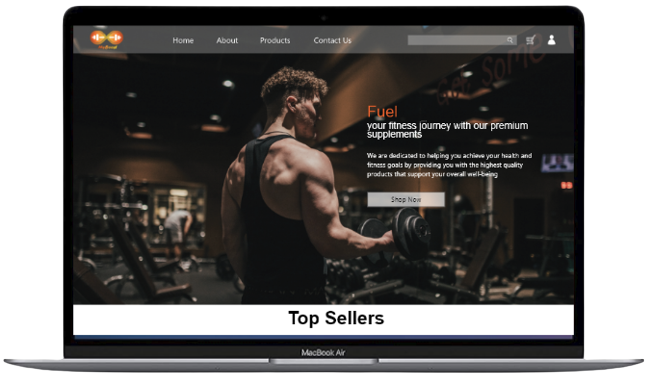 Home
About
Products
Contact Us
Get Some
Fuel
your fitness journey with our premium
supplements
We are dedicated to helping you achieve your health and
fitness goals by providing you with the highest quality
products that support your overall well-being
Shop Now
Top Sellers
MacBook Air